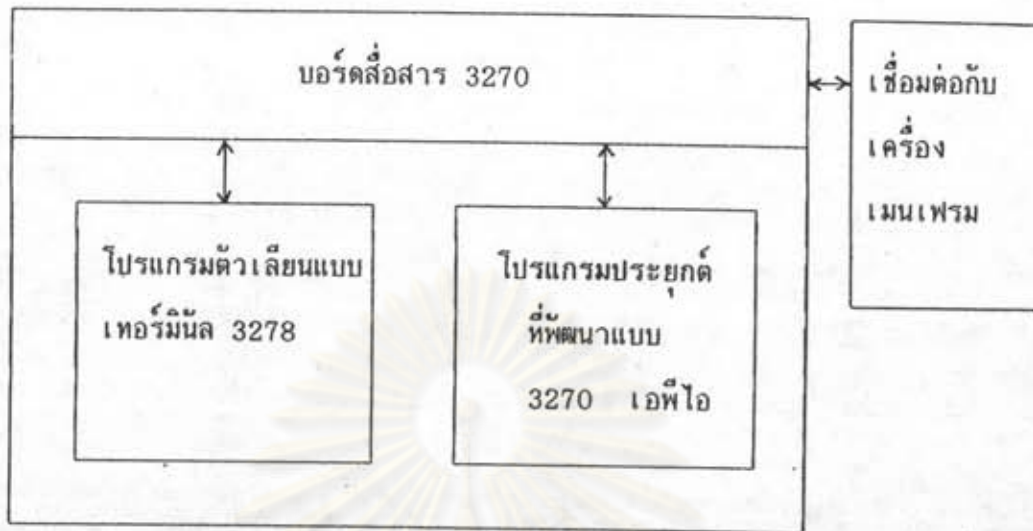 บอร์ดสื่อสาร 3270
เชื่อมต่อกับ
เครื่อง
เมนเฟรม
โปรแกรมตัวเลียนแบบ
เทอร์มินัล 3278
โปรแกรมประยุกต์
ที่พัฒนาแบบ
3270 เอพีไอ